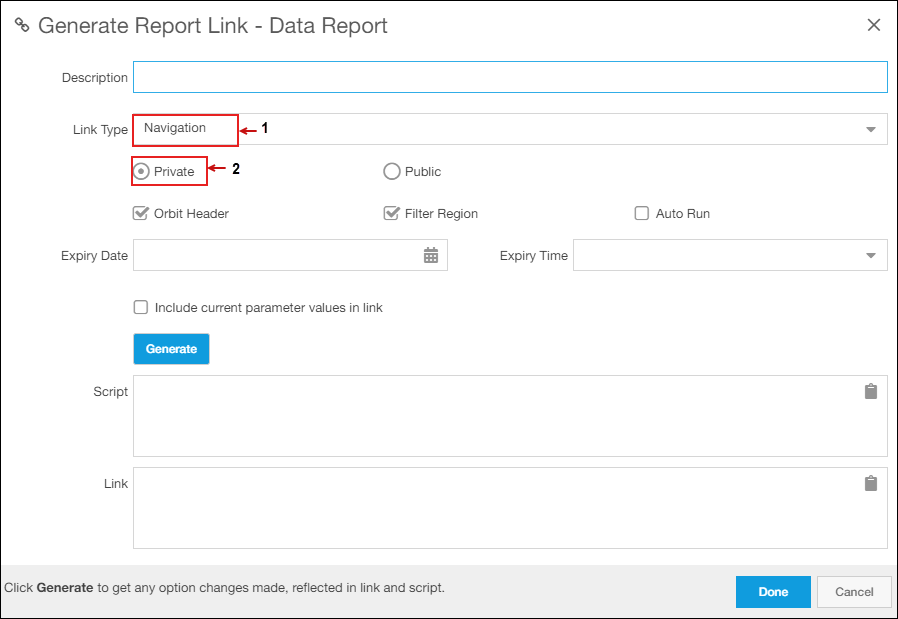 Generate Report Link - Data Report
Description
Link Type Navigation 1
Private 2 Public
Orbit Header Filter Region Auto Run
Expiry Date Expiry Time
Include current parameter values in link
Generate
Script
Link
Click Generate to get any option changes made, reflected in link and script.
Done Cancel